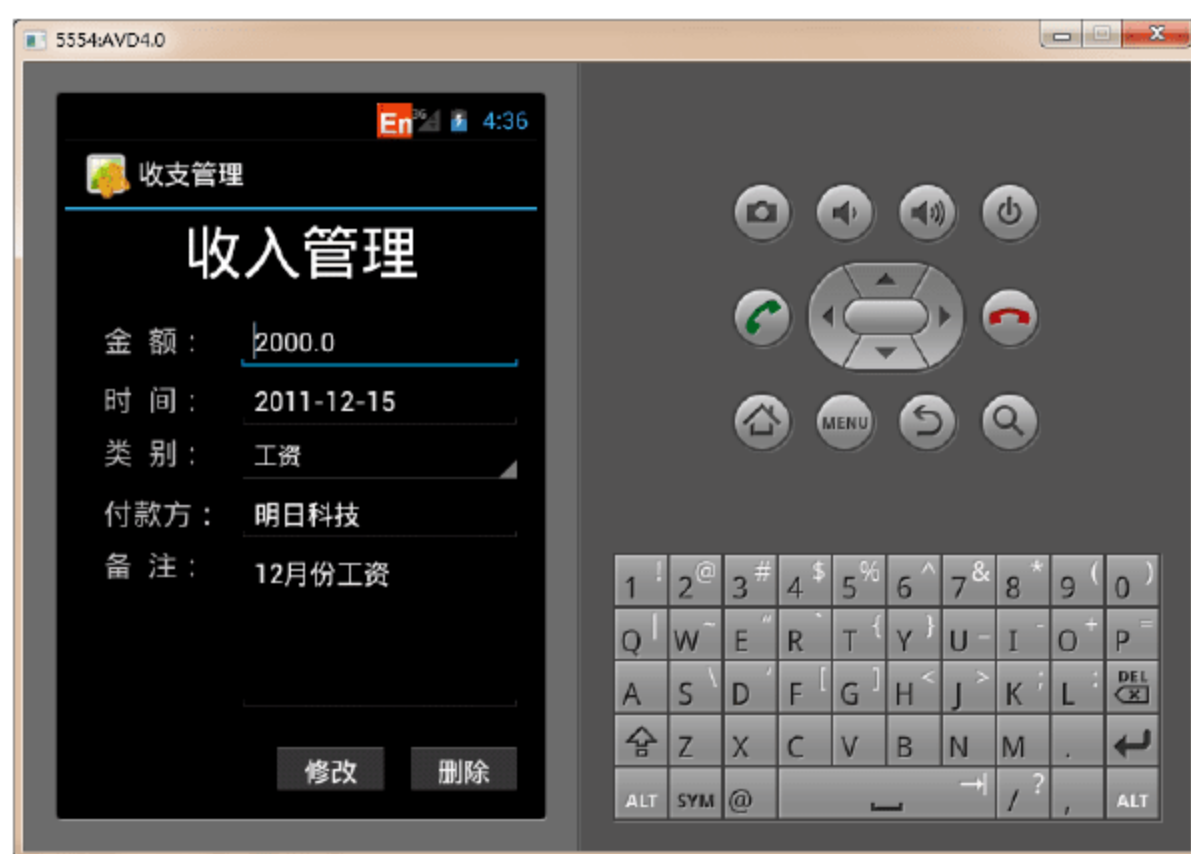 5554:AVD4.0
En 3G 4:36
收支管理
收入管理
金 额： 2000.0
时 间： 2011-12-15
类 别： 工资
付款方： 明日科技
备 注： 12月份工资
修改 删除
MENU
1 ! 2 @ 3 # 4 $ 5 % 6 ^ 7 & 8 * 9 ( 0 )
Q | W ~ E " R ` T { Y } U - I - O + P =
A S \ D ' F [ G ] H < J > K ; L : DEL
Z X C V B N M .
ALT SYM @ / ? , ALT